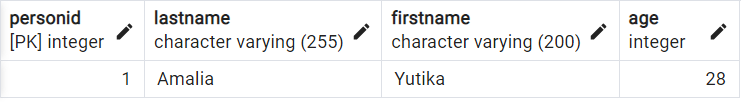 personid lastname firstname age
[PK] integer character varying (255) character varying (200) integer
1 Amalia Yutika 28